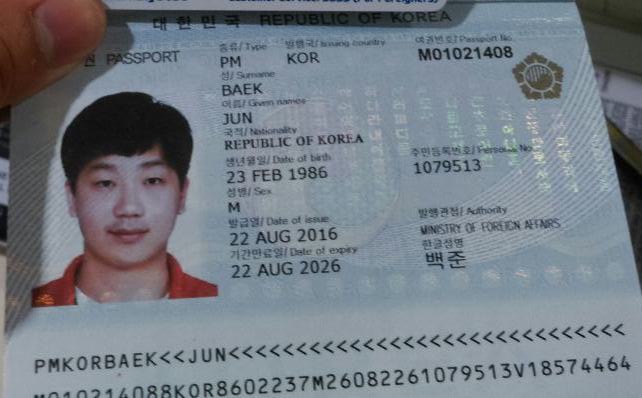 (For Foreigners)
대한민국 REPUBLIC OF KOREA
PASSPORT
종류/ Type 발행국/ Issuing country 여권번호/ Passport No.
PM KOR M01021408
성/ Surname
BAEK
이름/ Given names
JUN
국적/ Nationality
REPUBLIC OF KOREA
생년월일/ Date of birth 주민등록번호/ Personal No.
23 FEB 1986 1079513
성별/ Sex
M
발급일/ Date of issue 발행관청/ Authority
22 AUG 2016 MINISTRY OF FOREIGN AFFAIRS
기간만료일/ Date of expiry 한글성명
22 AUG 2026 백준
PMKORBAEK<<JUN<<<<<<<<<<<<<<<<<<<<<<<<<<<<<<
M010214088KOR8602237M26082261079513V18574464